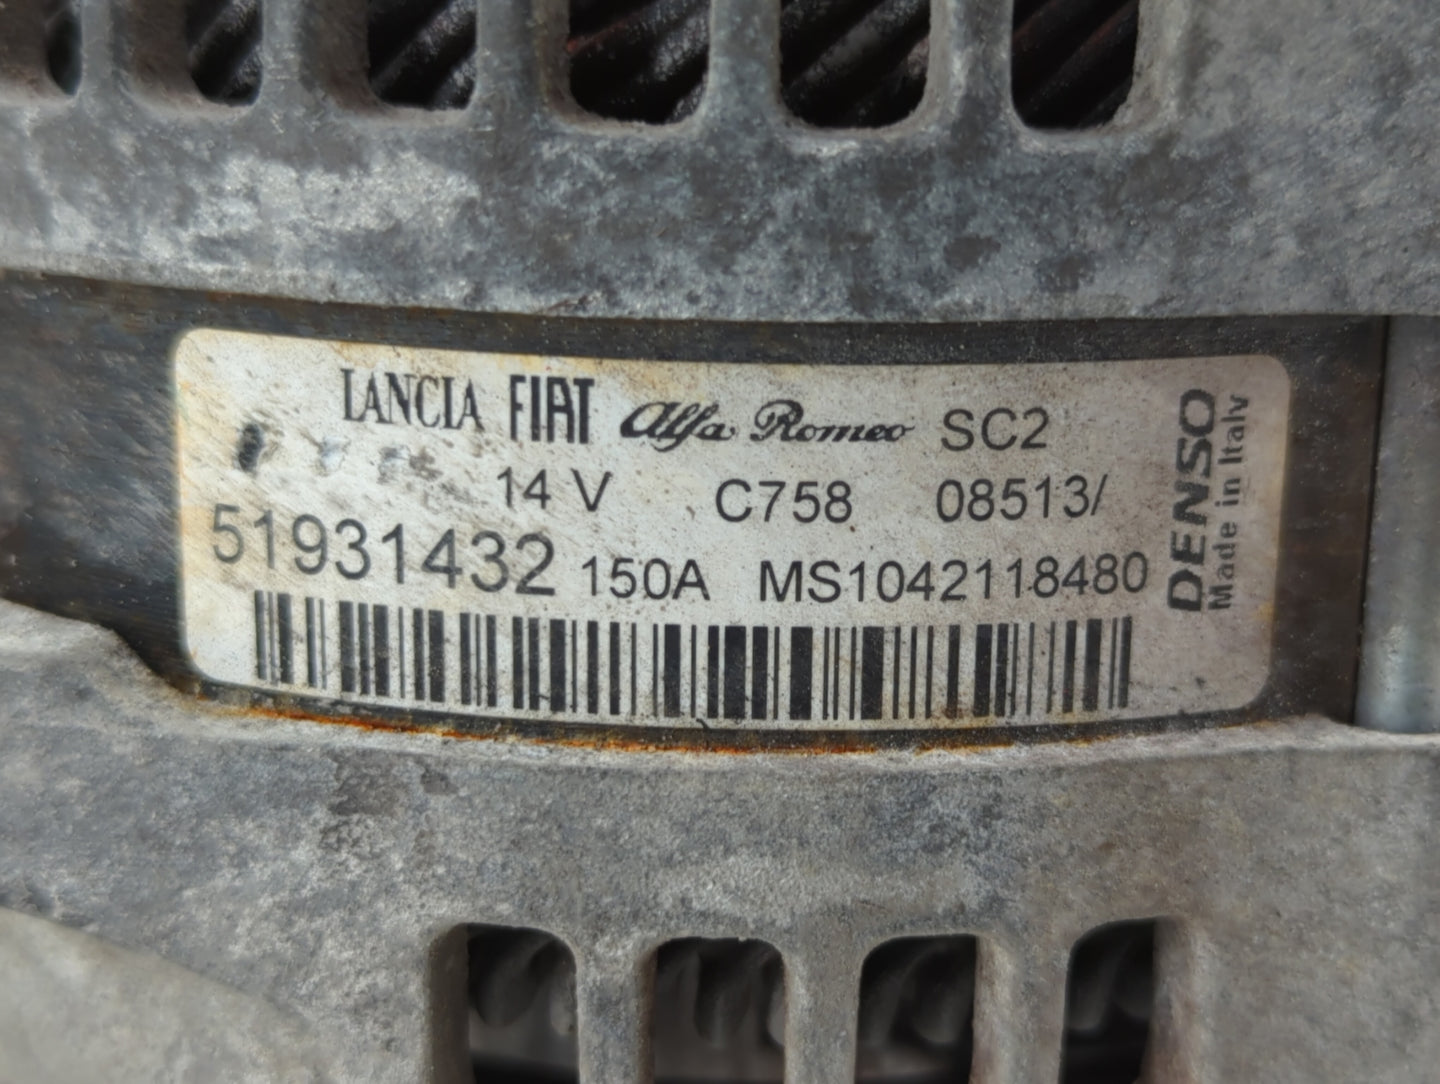 LANCIA FIAT Alfa Romeo SC2
14 V C758 08513/
51931432 150A MS1042118480
DENSO
Made in Italy